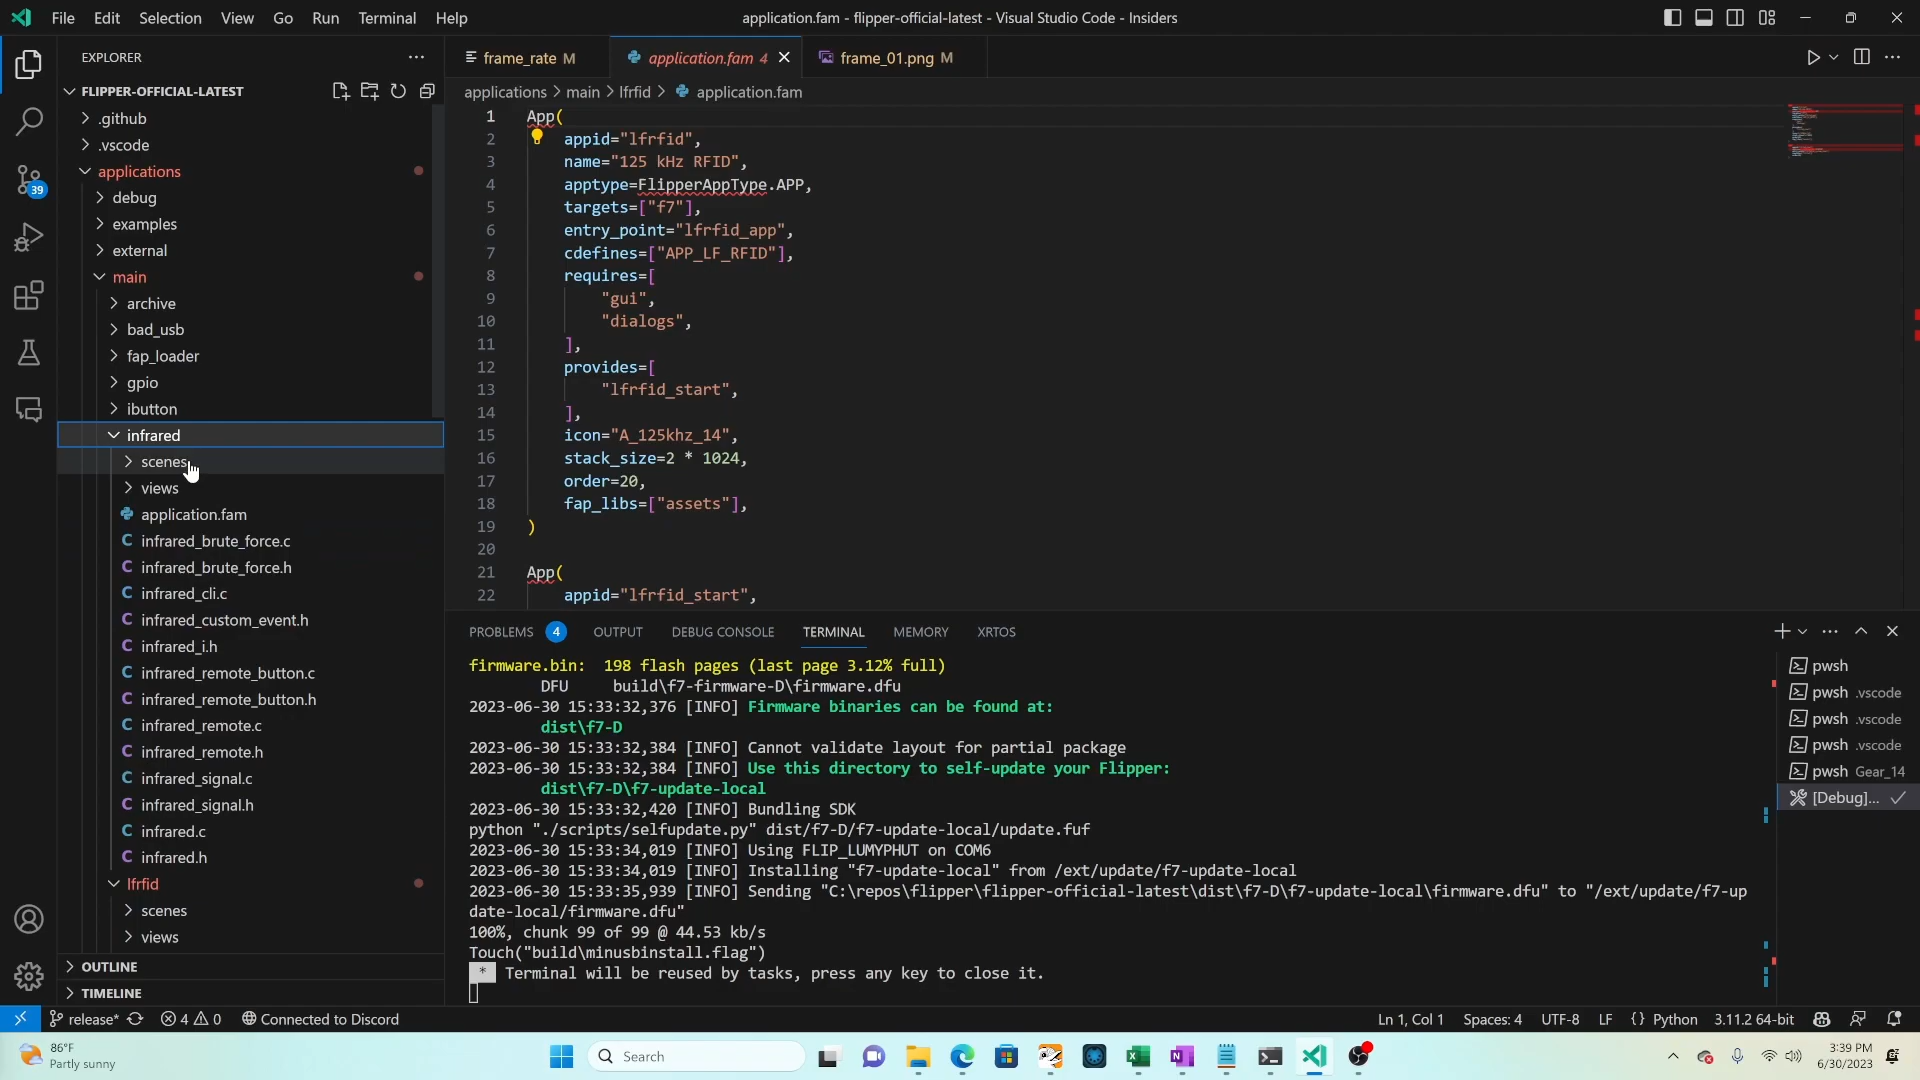 File Edit Selection View Go Run Terminal Help
application.fam - flipper-official-latest - Visual Studio Code - Insiders
EXPLORER
FLIPPER-OFFICIAL-LATEST
.github
.vscode
applications
debug
examples
external
main
archive
bad_usb
fap_loader
gpio
ibutton
infrared
scenes
views
application.fam
infrared_brute_force.c
infrared_brute_force.h
infrared_cli.c
infrared_custom_event.h
infrared_i.h
infrared_remote_button.c
infrared_remote_button.h
infrared_remote.c
infrared_remote.h
infrared_signal.c
infrared_signal.h
infrared.c
infrared.h
lfrfid
scenes
views
OUTLINE
TIMELINE
39
frame_rate M
application.fam 4
frame_01.png M
applications > main > lfrfid > application.fam
1 App(
2 appid="lfrfid",
3 name="125 kHz RFID",
4 apptype=FlipperAppType.APP,
5 targets=["f7"],
6 entry_point="lfrfid_app",
7 cdefines=["APP_LF_RFID"],
8 requires=[
9 "gui",
10 "dialogs",
11 ],
12 provides=[
13 "lfrfid_start",
14 ],
15 icon="A_125khz_14",
16 stack_size=2 * 1024,
17 order=20,
18 fap_libs=["assets"],
19 )
20
21 App(
22 appid="lfrfid_start",
PROBLEMS 4 OUTPUT DEBUG CONSOLE TERMINAL MEMORY XRTOS
firmware.bin: 198 flash pages (last page 3.12% full)
DFU build\f7-firmware-D\firmware.dfu
2023-06-30 15:33:32,376 [INFO] Firmware binaries can be found at:
dist\f7-D
2023-06-30 15:33:32,384 [INFO] Cannot validate layout for partial package
2023-06-30 15:33:32,384 [INFO] Use this directory to self-update your Flipper:
dist\f7-D\f7-update-local
2023-06-30 15:33:32,420 [INFO] Bundling SDK
python "./scripts/selfupdate.py" dist/f7-D/f7-update-local/update.fuf
2023-06-30 15:33:34,019 [INFO] Using FLIP_LUMYPHUT on COM6
2023-06-30 15:33:34,019 [INFO] Installing "f7-update-local" from /ext/update/f7-update-local
2023-06-30 15:33:35,939 [INFO] Sending "C:\repos\flipper\flipper-official-latest\dist\f7-D\f7-update-local\firmware.dfu" to "/ext/update/f7-up
date-local/firmware.dfu"
100%, chunk 99 of 99 @ 44.53 kb/s
Touch("build\minusbinstall.flag")
* Terminal will be reused by tasks, press any key to close it.
pwsh
pwsh .vscode
pwsh .vscode
pwsh .vscode
pwsh Gear_14
[Debug]...
release* 4 0 Connected to Discord
Ln 1, Col 1 Spaces: 4 UTF-8 LF {} Python 3.11.2 64-bit
86°F
Partly sunny
Search
3:39 PM
6/30/2023